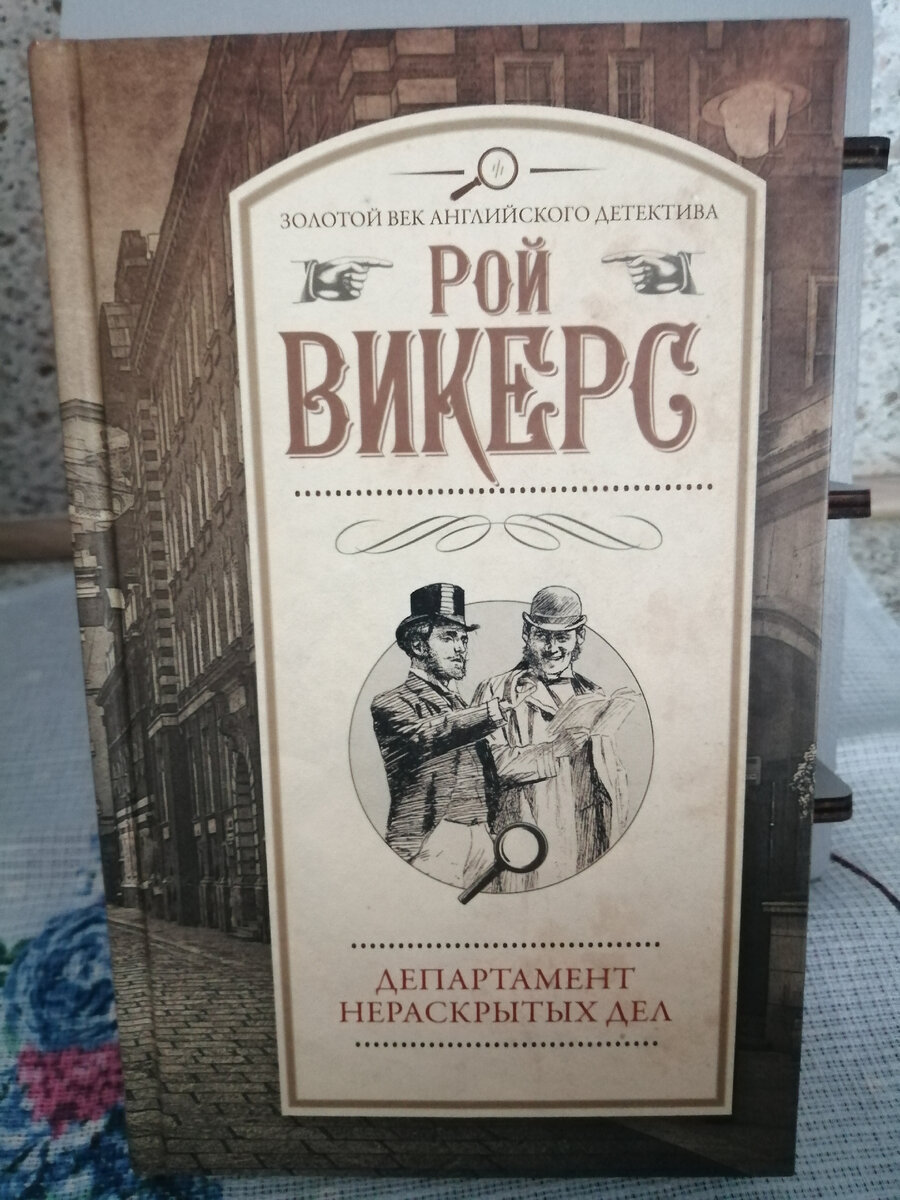 ЗОЛОТОЙ ВЕК АНГЛИЙСКОГО ДЕТЕКТИВА
РОЙ
ВИКЕРС
ДЕПАРТАМЕНТ
НЕРАСКРЫТЫХ ДЕЛ